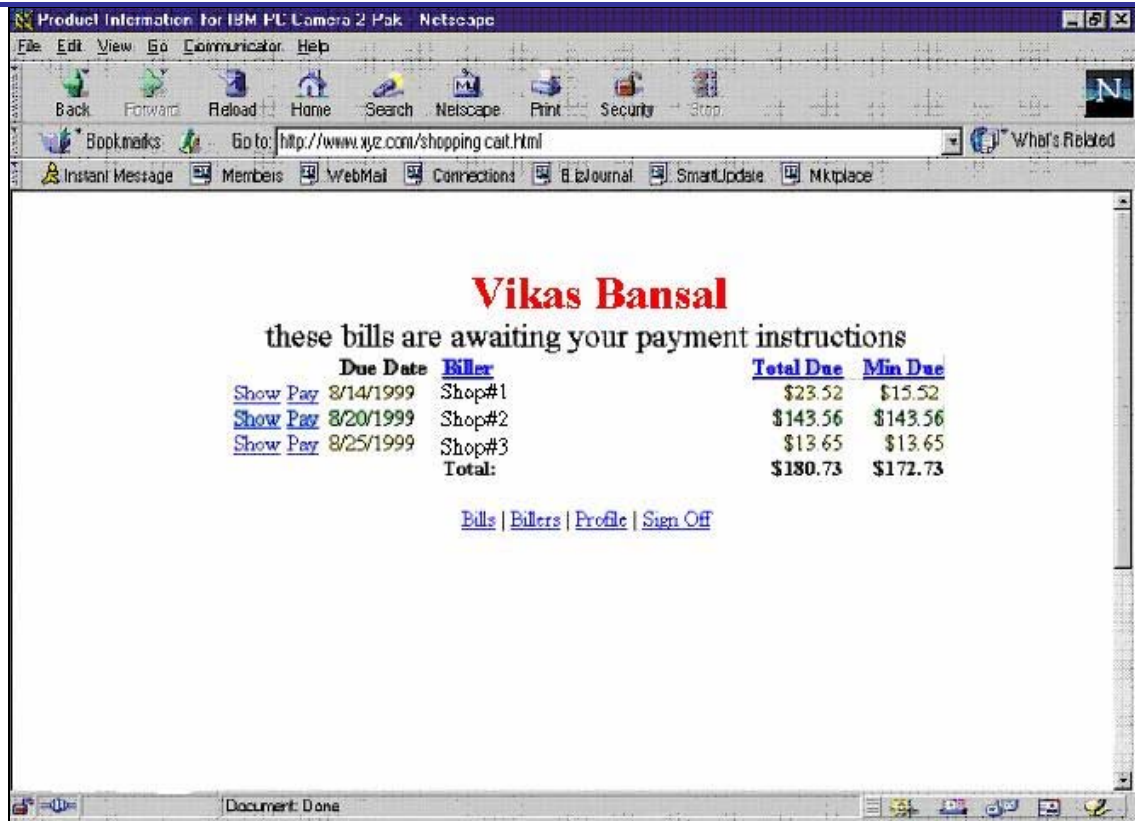 Product Information for IBM PC Camera 2 Pak - Netscape
File Edit View Go Communicator Help
Back Forward Reload Home Search Netscape Print Security Stop
Bookmarks Go to: http://www.xyz.com/shopping cart.html What's Related
Instant Message Members WebMail Connections BizJournal SmartUpdate Mktplace
Vikas Bansal
these bills are awaiting your payment instructions
Due Date Biller Total Due Min Due
Show Pay 8/14/1999 Shop#1 $23.52 $15.52
Show Pay 8/20/1999 Shop#2 $143.56 $143.56
Show Pay 8/25/1999 Shop#3 $13.65 $13.65
Total: $180.73 $172.73
Bills | Billers | Profile | Sign Off
Document: Done